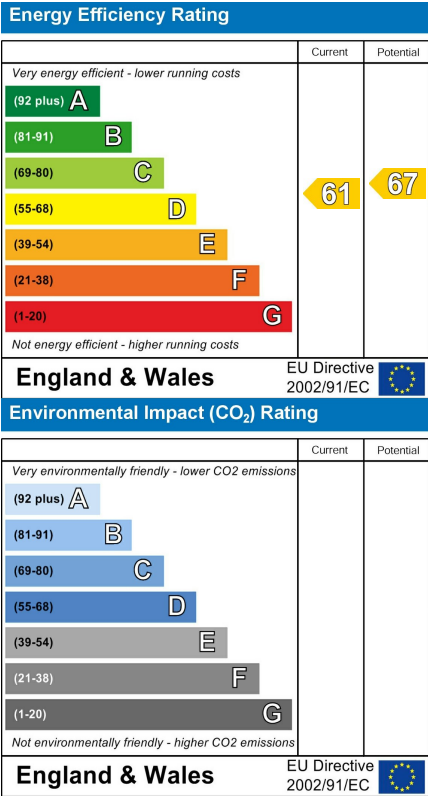 Energy Efficiency Rating
Current Potential
Very energy efficient - lower running costs
(92 plus) A
(81-91) B
(69-80) C
(55-68) D
(39-54) E
(21-38) F
(1-20) G
61 67
Not energy efficient - higher running costs
England & Wales
EU Directive
2002/91/EC
Environmental Impact (CO₂) Rating
Current Potential
Very environmentally friendly - lower CO2 emissions
(92 plus) A
(81-91) B
(69-80) C
(55-68) D
(39-54) E
(21-38) F
(1-20) G
Not environmentally friendly - higher CO2 emissions
England & Wales
EU Directive
2002/91/EC